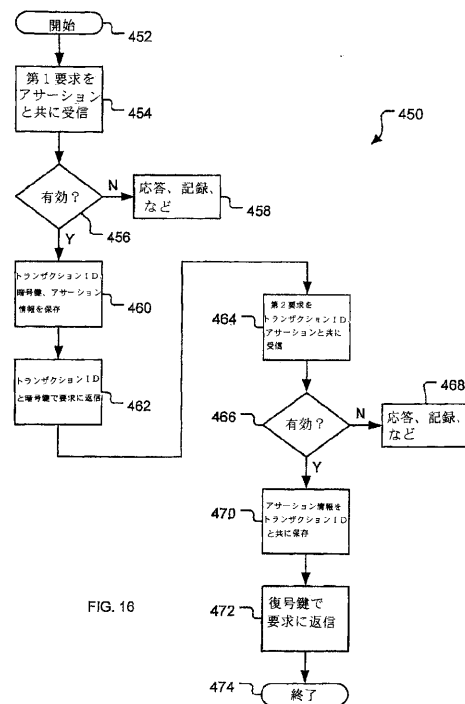 開始
452
第1要求を
アサーション
と共に受信
454
450
有効?
N
Y
456
応答、記録、
など
458
トランザクションID、
暗号鍵、アサーション
情報を保存
460
トランザクションID
と暗号鍵で要求に返信
462
464
第2要求を
トランザクションID、
アサーションと共に
受信
466
有効?
N
Y
468
応答、記録、
など
470
アサーション情報を
トランザクションID
と共に保存
472
復号鍵で
要求に返信
474
終了
FIG. 16